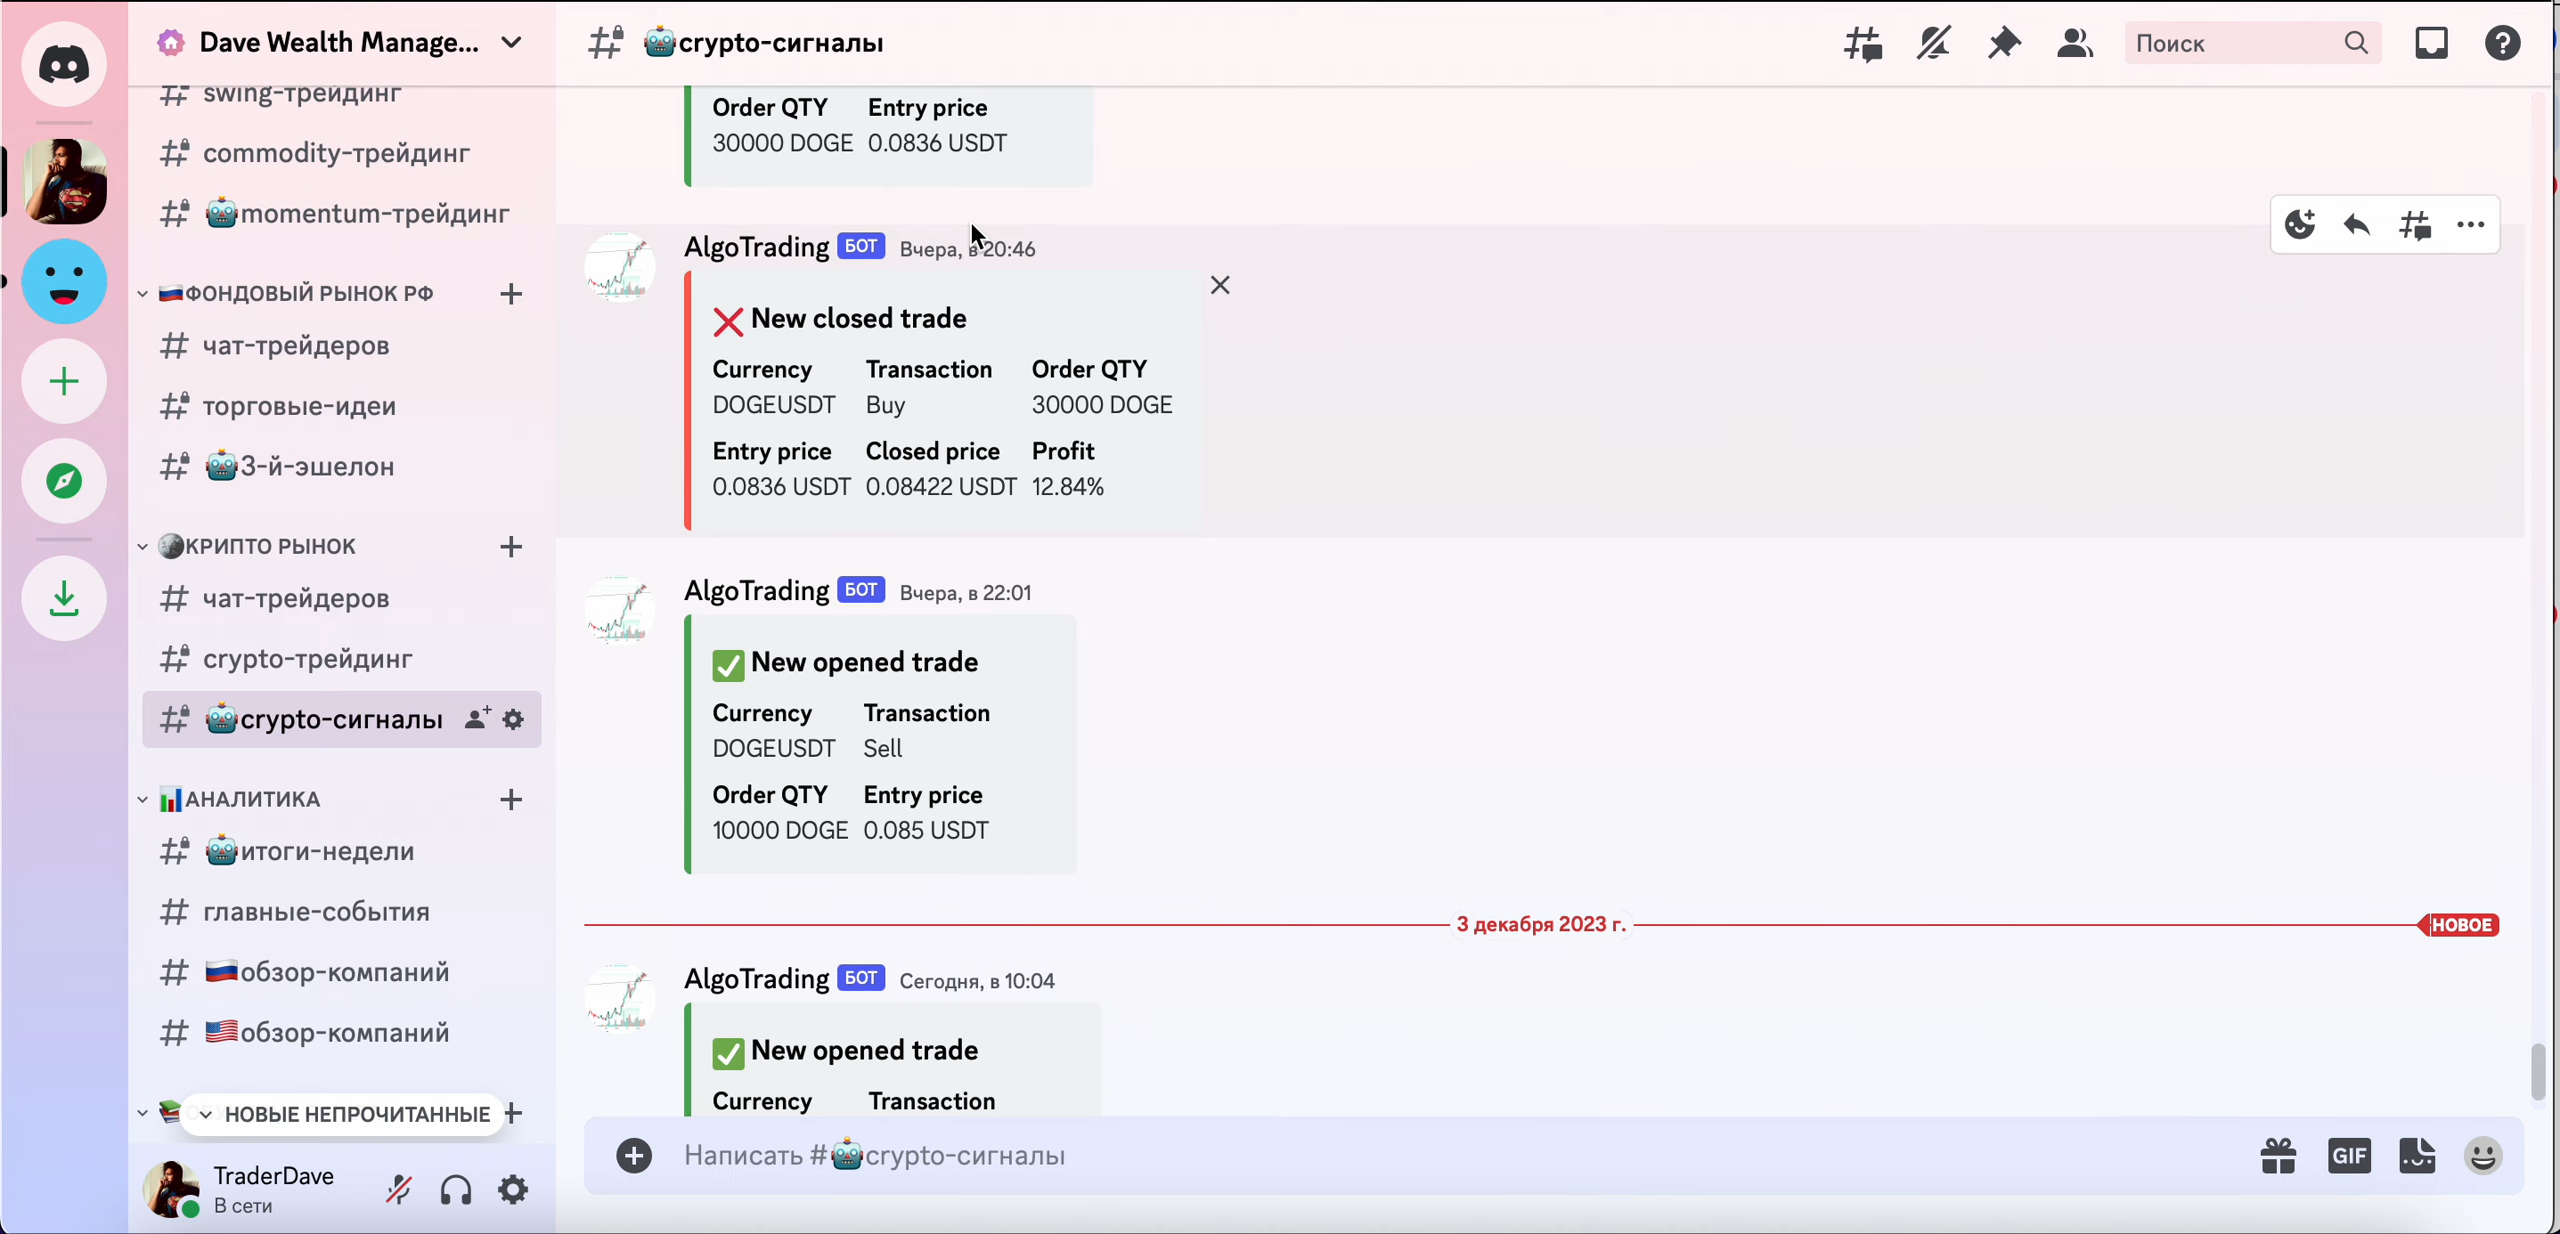 Dave Wealth Manage...
swing-трейдинг
commodity-трейдинг
momentum-трейдинг
ФОНДОВЫЙ РЫНОК РФ
чат-трейдеров
торговые-идеи
3-й-эшелон
КРИПТО РЫНОК
чат-трейдеров
crypto-трейдинг
crypto-сигналы
АНАЛИТИКА
итоги-недели
главные-события
обзор-компаний
обзор-компаний
НОВЫЕ НЕПРОЧИТАННЫЕ
TraderDave
В сети
crypto-сигналы
Поиск
Order QTY Entry price
30000 DOGE 0.0836 USDT
AlgoTrading БОТ Вчера, в 20:46
New closed trade
Currency Transaction Order QTY
DOGEUSDT Buy 30000 DOGE
Entry price Closed price Profit
0.0836 USDT 0.08422 USDT 12.84%
AlgoTrading БОТ Вчера, в 22:01
New opened trade
Currency Transaction
DOGEUSDT Sell
Order QTY Entry price
10000 DOGE 0.085 USDT
3 декабря 2023 г. НОВОЕ
AlgoTrading БОТ Сегодня, в 10:04
New opened trade
Currency Transaction
Написать #crypto-сигналы
GIF